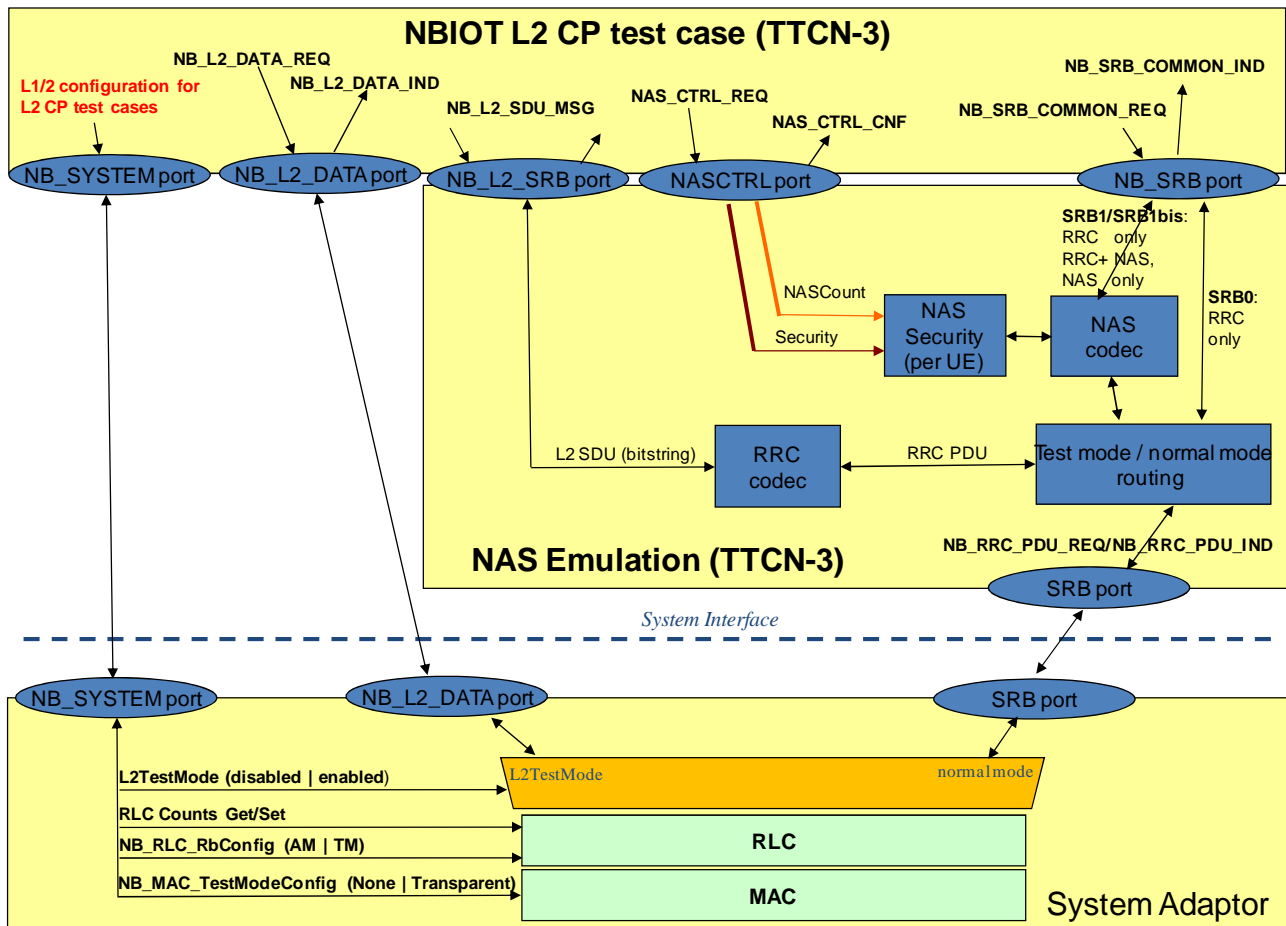 NBIOT L2 CP test case (TTCN-3)
NB_L2_DATA_REQ
NB_L2_DATA_IND
L1/2 configuration for
L2 CP test cases
NB_L2_SDU_MSG
NAS_CTRL_REQ
NAS_CTRL_CNF
NB_SRB_COMMON_IND
NB_SRB_COMMON_REQ
NB_SYSTEM port
NB_L2_DATA port
NB_L2_SRB port
NASCTRL port
NB_SRB port
SRB1/SRB1bis:
RRC only
RRC+ NAS,
NAS only
NASCount
Security
NAS
Security
(per UE)
NAS
codec
SRB0:
RRC
only
L2 SDU (bitstring)
RRC
codec
RRC PDU
Test mode / normal mode
routing
NB_RRC_PDU_REQ/NB_RRC_PDU_IND
NAS Emulation (TTCN-3)
SRB port
System Interface
NB_SYSTEM port
NB_L2_DATA port
SRB port
L2TestMode (disabled | enabled)
L2TestMode
normal mode
RLC Counts Get/Set
NB_RLC_RbConfig (AM | TM)
RLC
NB_MAC_TestModeConfig (None | Transparent)
MAC
System Adaptor